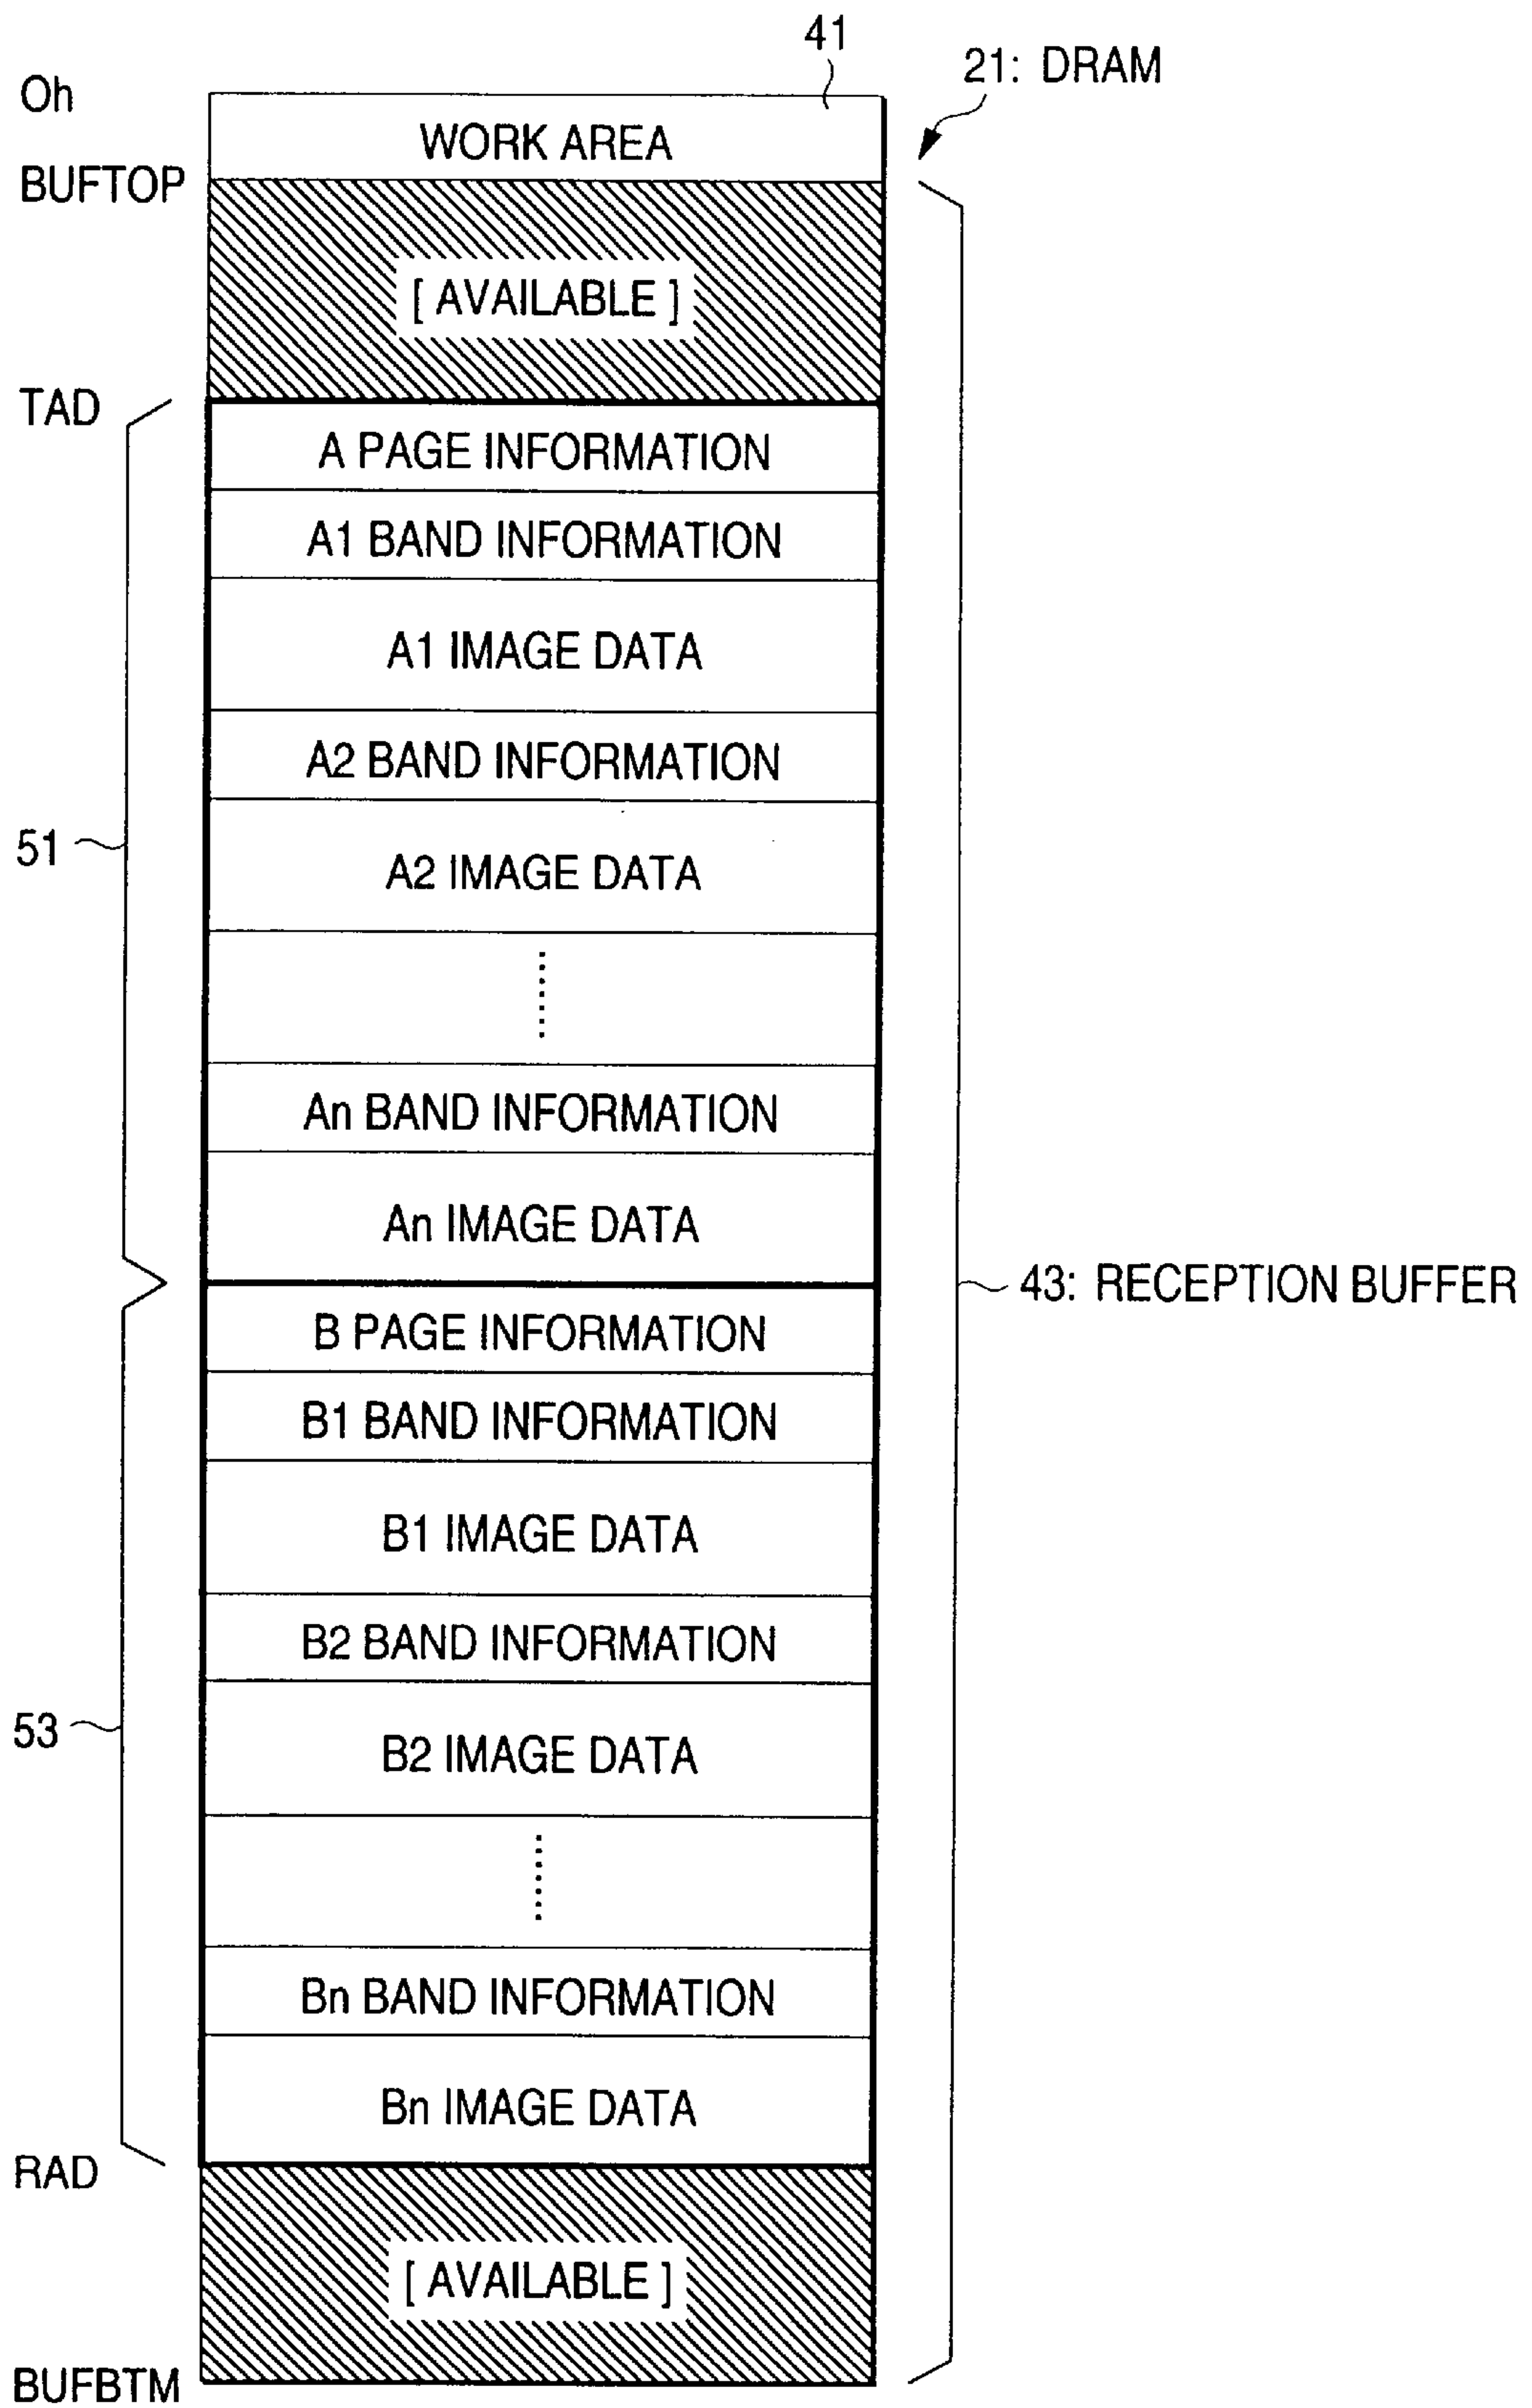 41
21: DRAM
Oh
WORK AREA
BUFTOP
[ AVAILABLE ]
TAD
A PAGE INFORMATION
A1 BAND INFORMATION
A1 IMAGE DATA
A2 BAND INFORMATION
51
A2 IMAGE DATA
An BAND INFORMATION
An IMAGE DATA
43: RECEPTION BUFFER
B PAGE INFORMATION
B1 BAND INFORMATION
B1 IMAGE DATA
B2 BAND INFORMATION
53
B2 IMAGE DATA
Bn BAND INFORMATION
Bn IMAGE DATA
RAD
[ AVAILABLE ]
BUFBTM